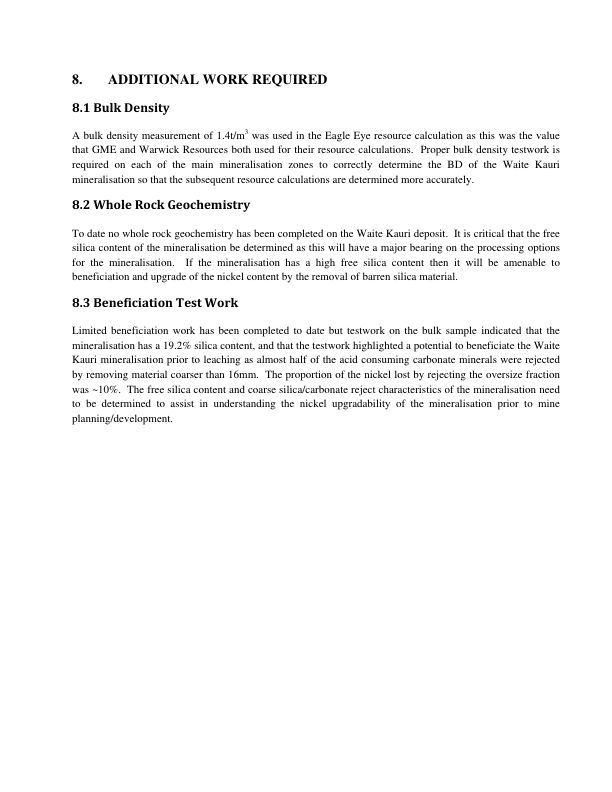 8. ADDITIONAL WORK REQUIRED
8.1 Bulk Density
A bulk density measurement of 1.4t/m³ was used in the Eagle Eye resource calculation as this was the value
that GME and Warwick Resources both used for their resource calculations. Proper bulk density testwork is
required on each of the main mineralisation zones to correctly determine the BD of the Waite Kauri
mineralisation so that the subsequent resource calculations are determined more accurately.
8.2 Whole Rock Geochemistry
To date no whole rock geochemistry has been completed on the Waite Kauri deposit. It is critical that the free
silica content of the mineralisation be determined as this will have a major bearing on the processing options
for the mineralisation. If the mineralisation has a high free silica content then it will be amenable to
beneficiation and upgrade of the nickel content by the removal of barren silica material.
8.3 Beneficiation Test Work
Limited beneficiation work has been completed to date but testwork on the bulk sample indicated that the
mineralisation has a 19.2% silica content, and that the testwork highlighted a potential to beneficiate the Waite
Kauri mineralisation prior to leaching as almost half of the acid consuming carbonate minerals were rejected
by removing material coarser than 16mm. The proportion of the nickel lost by rejecting the oversize fraction
was ~10%. The free silica content and coarse silica/carbonate reject characteristics of the mineralisation need
to be determined to assist in understanding the nickel upgradability of the mineralisation prior to mine
planning/development.